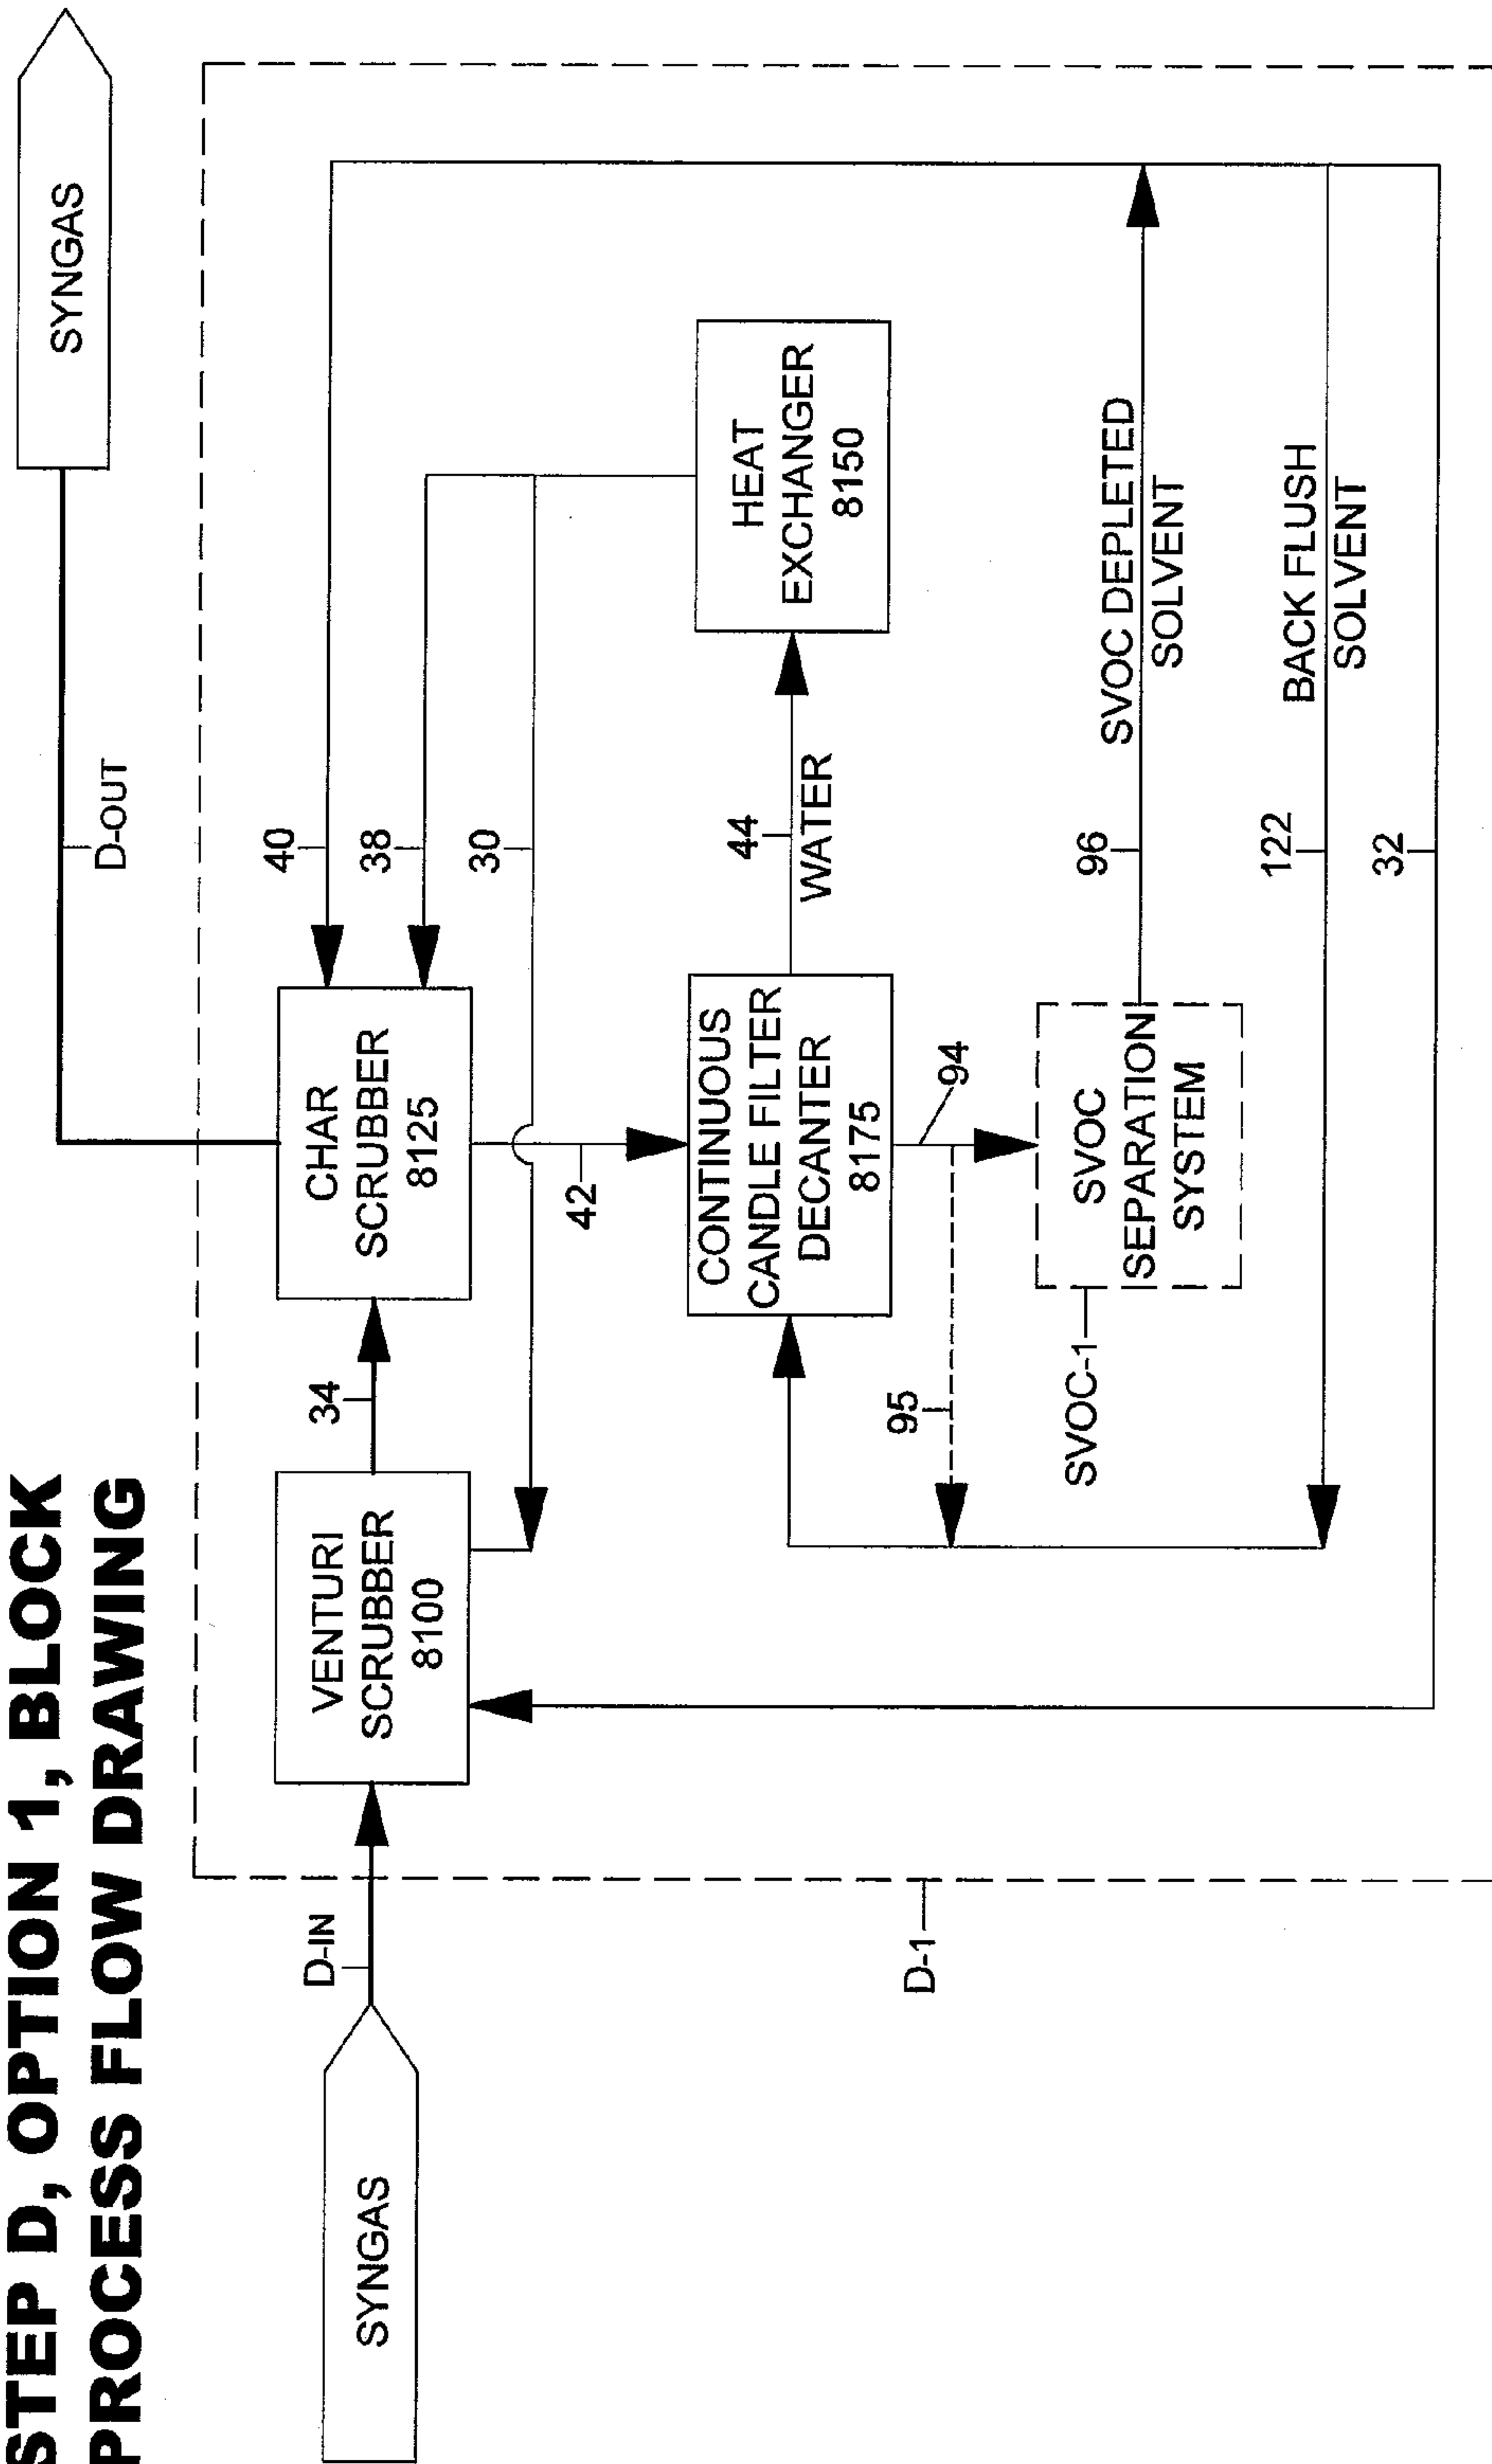 STEP D, OPTION 1, BLOCK
PROCESS FLOW DRAWING
SYNGAS
D-OUT
SYNGAS
D-IN
D-1
VENTURI
SCRUBBER
8100
34
CHAR
SCRUBBER
8125
40
38
30
42
CONTINUOUS
CANDLE FILTER
DECANTER
8175
44
WATER
HEAT
EXCHANGER
8150
94
95
SVOC-1
SVOC
SEPARATION
SYSTEM
96
SVOC DEPLETED
SOLVENT
122
BACK FLUSH
SOLVENT
32